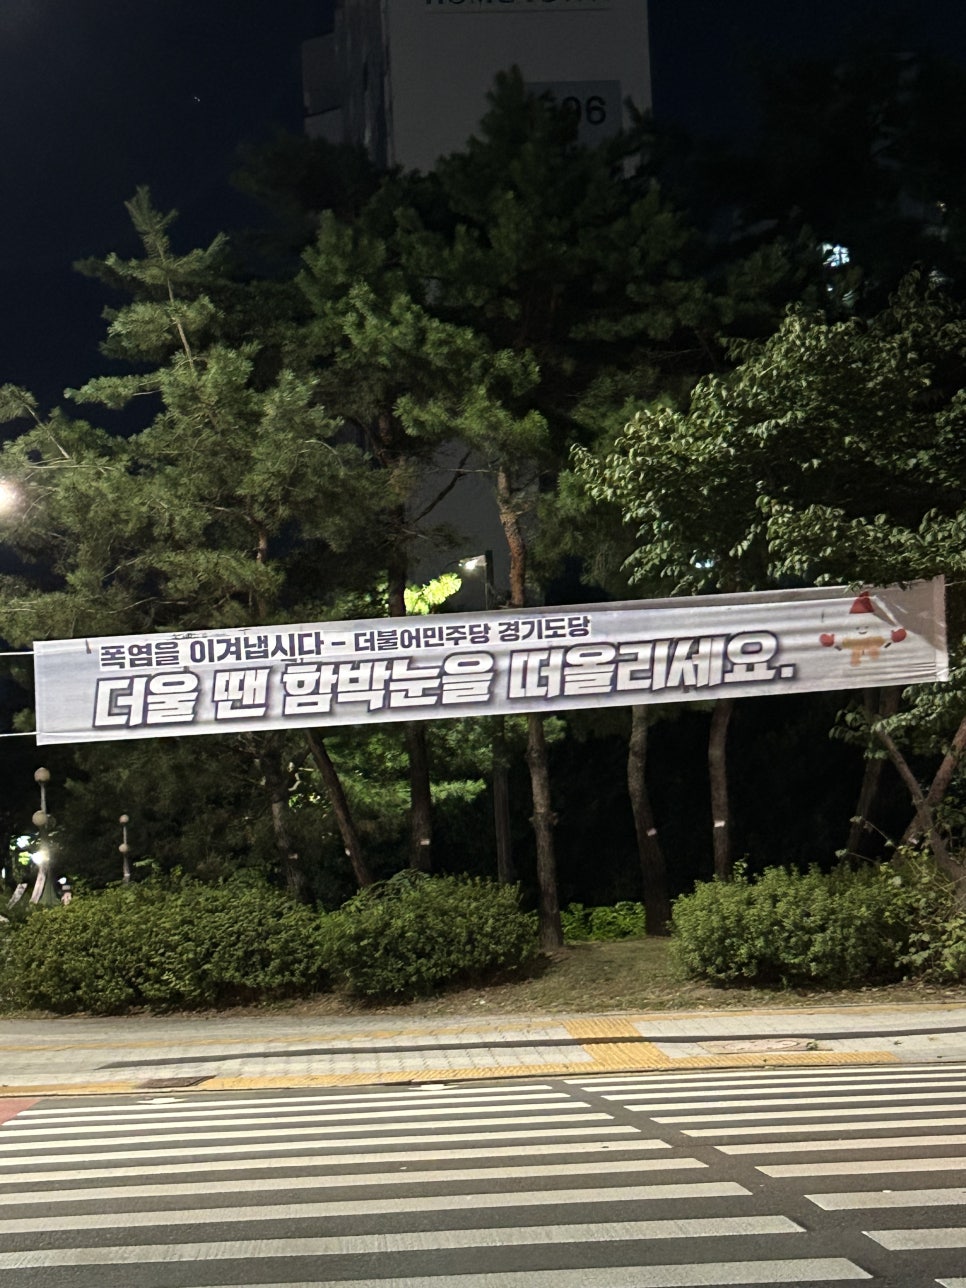 06
폭염을 이겨냅시다 - 더불어민주당 경기도당
더울 땐 함박눈을 떠올리세요.